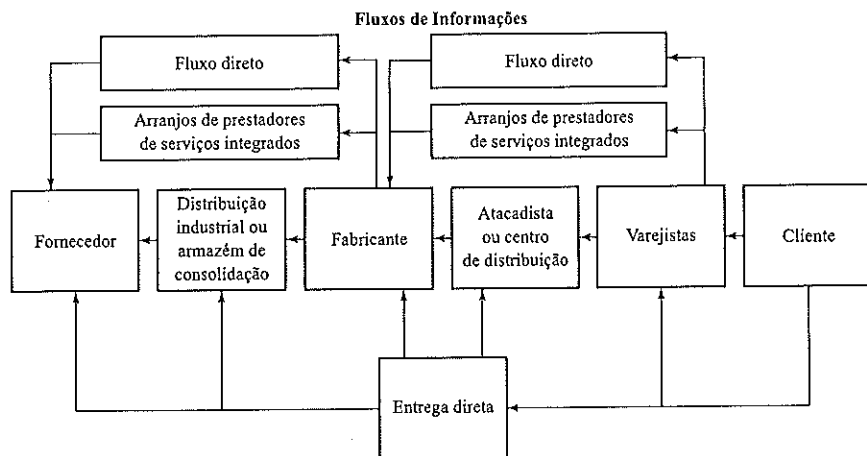 Fluxos de Informações
Fluxo direto
Fluxo direto
Arranjos de prestadores
de serviços integrados
Arranjos de prestadores
de serviços integrados
Fornecedor
Distribuição
industrial ou
armazém de
consolidação
Fabricante
Atacadista
ou centro
de distribuição
Varejistas
Cliente
Entrega direta